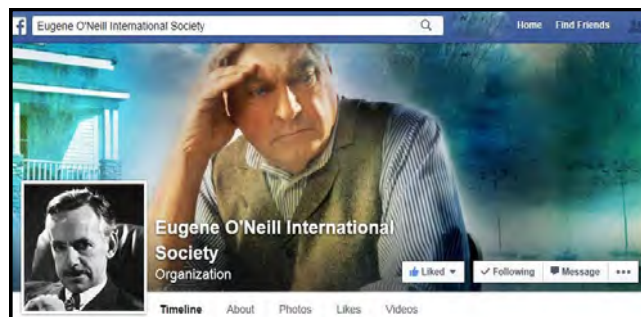 Eugene O'Neill International Society
Home Find Friends
Eugene O'Neill International
Society
Organization
Liked Following Message
Timeline About Photos Likes Videos